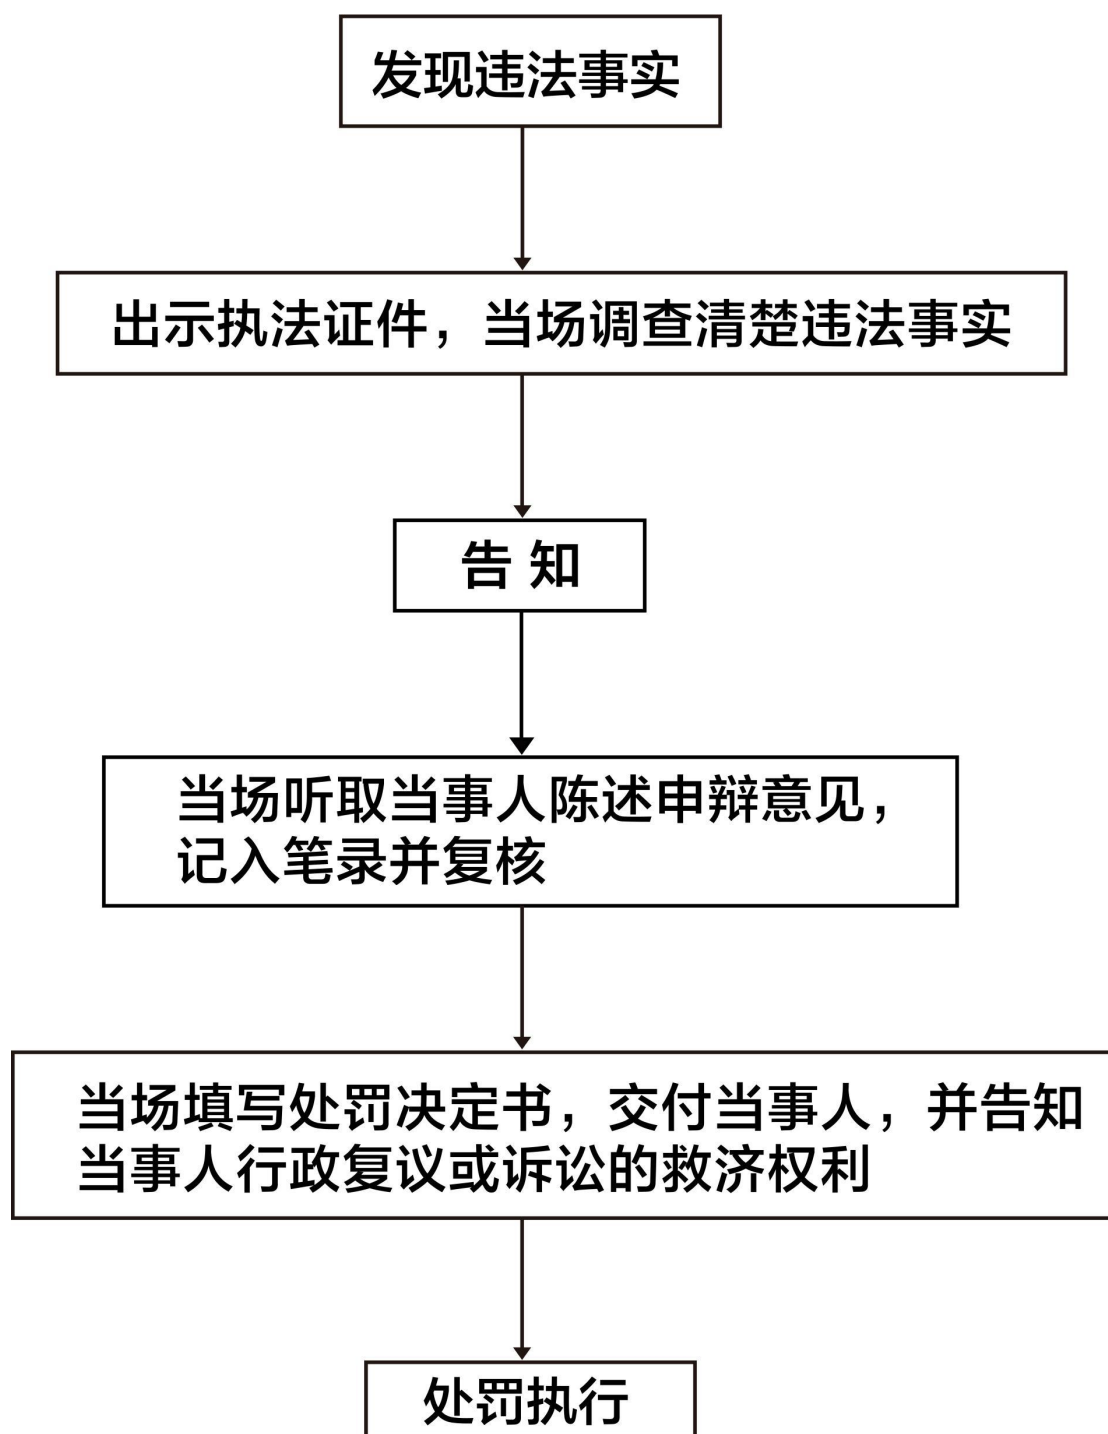 发现违法事实
出示执法证件，当场调查清楚违法事实
告 知
当场听取当事人陈述申辩意见，
记入笔录并复核
当场填写处罚决定书，交付当事人，并告知
当事人行政复议或诉讼的救济权利
处罚执行